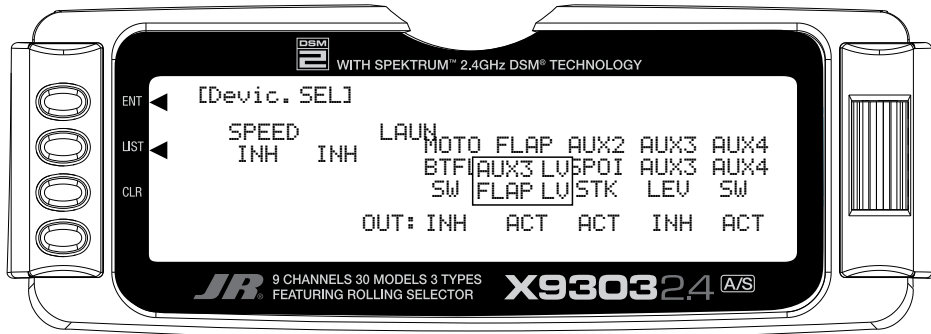 DSM
2
WITH SPEKTRUM™ 2.4GHz DSM® TECHNOLOGY
ENT
LIST
CLR
[Devic.SEL]
SPEED LAUN
MOTO FLAP AUX2 AUX3 AUX4
INH INH
BTFL SPOI AUX3 AUX4
AUX3 LV
SW STK LEV SW
FLAP LV
OUT: INH ACT ACT INH ACT
JR® 9 CHANNELS 30 MODELS 3 TYPES
FEATURING ROLLING SELECTOR
X9303 2.4 A/S